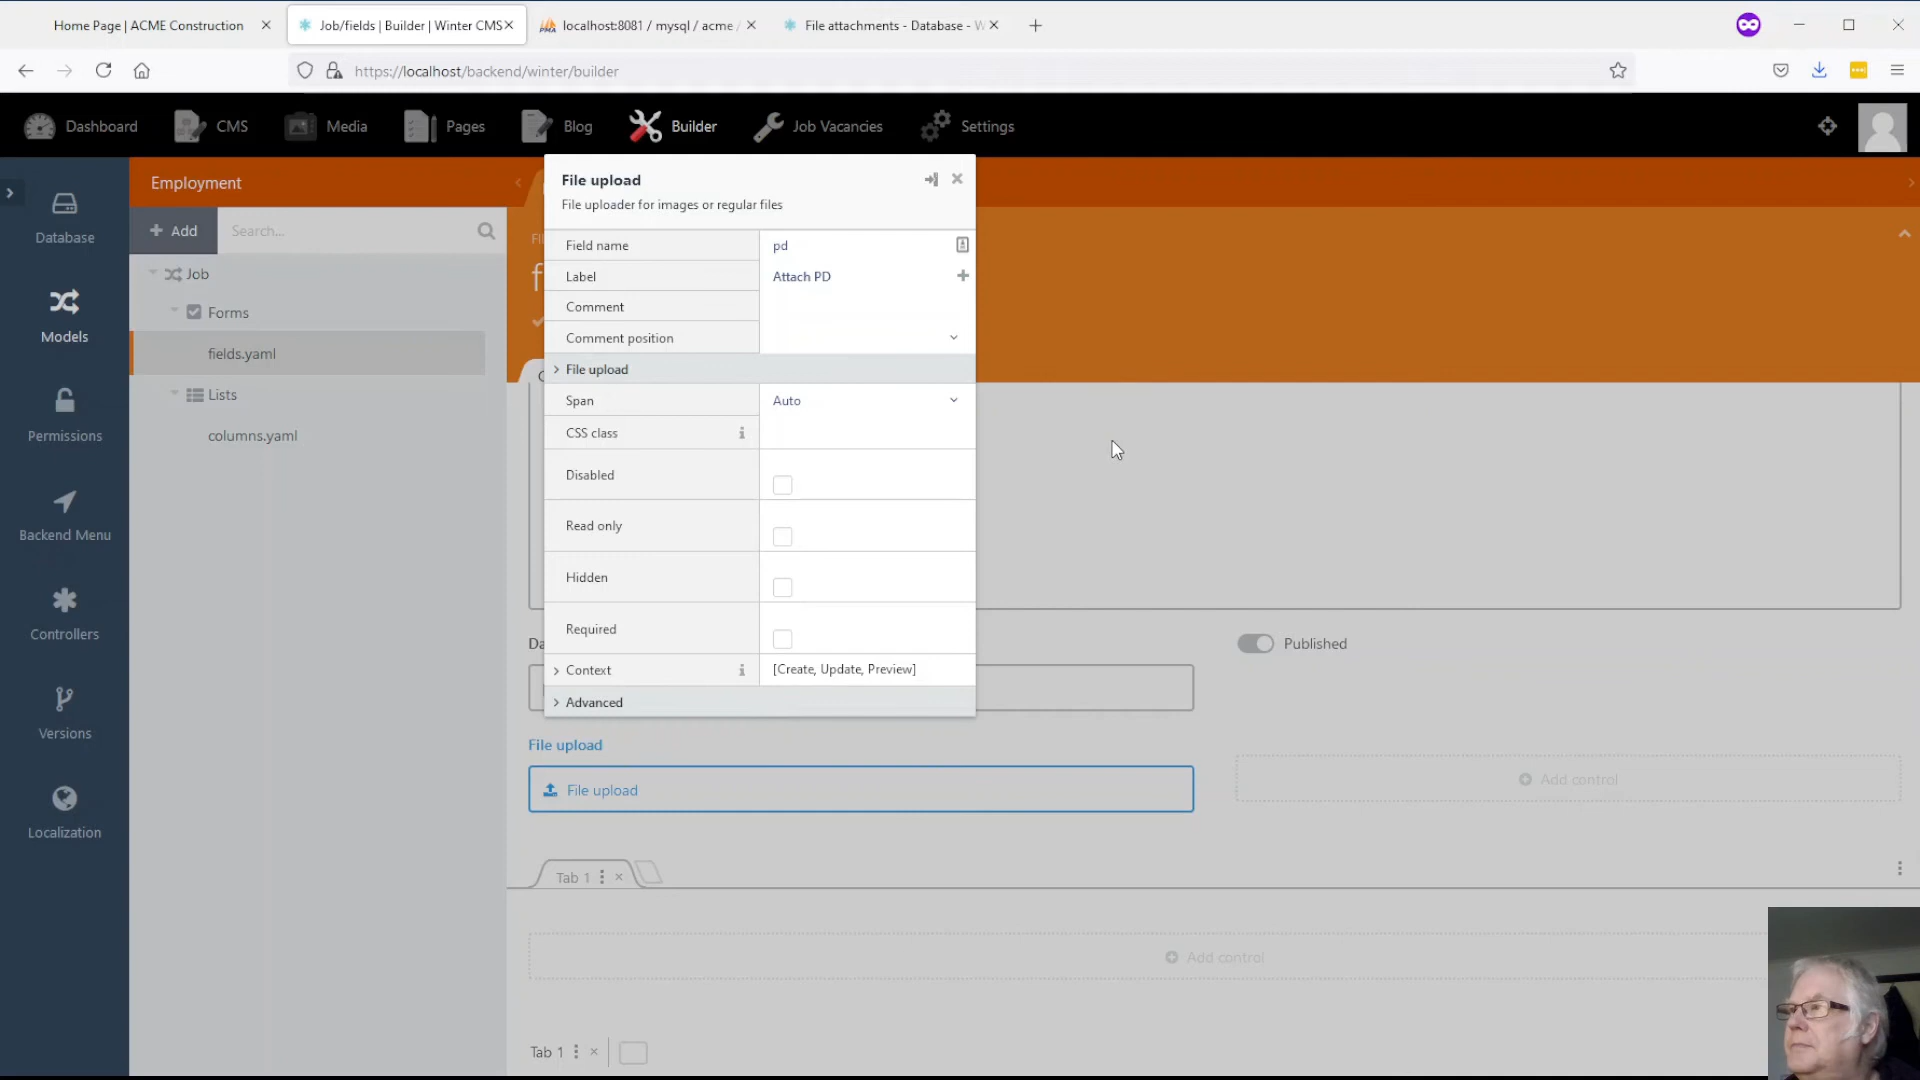 Home Page | ACME Construction
Job/fields | Builder | Winter CMS
localhost:8081 / mysql / acme /
File attachments - Database - W
https://localhost/backend/winter/builder
Dashboard
CMS
Media
Pages
Blog
Builder
Job Vacancies
Settings
Employment
Add
Search...
Job
Forms
fields.yaml
Lists
columns.yaml
Database
Models
Permissions
Backend Menu
Controllers
Versions
Localization
File upload
File uploader for images or regular files
Field name
pd
Label
Attach PD
Comment
Comment position
File upload
Span
Auto
CSS class
Disabled
Read only
Hidden
Required
Context
[Create, Update, Preview]
Advanced
Published
File upload
File upload
Add control
Tab 1
Add control
Tab 1